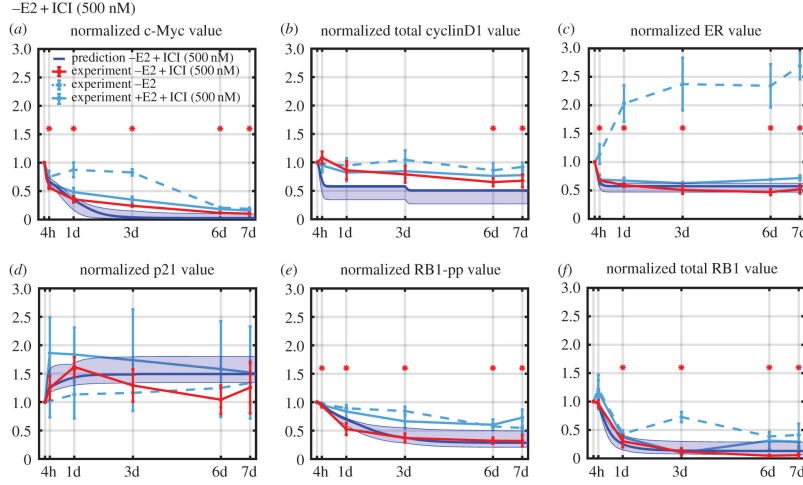 −E2 + ICI (500 nM)
(a) normalized c-Myc value
3.0
2.5
2.0
1.5
1.0
0.5
0
prediction −E2 + ICI (500 nM)
experiment −E2 + ICI (500 nM)
experiment −E2
experiment +E2 + ICI (500 nM)
4h 1d 3d 6d 7d
(b) normalized total cyclinD1 value
3.0
2.5
2.0
1.5
1.0
0.5
0
4h 1d 3d 6d 7d
(c) normalized ER value
3.0
2.5
2.0
1.5
1.0
0.5
0
4h 1d 3d 6d 7d
(d) normalized p21 value
3.0
2.5
2.0
1.5
1.0
0.5
0
4h 1d 3d 6d 7d
(e) normalized RB1-pp value
3.0
2.5
2.0
1.5
1.0
0.5
0
4h 1d 3d 6d 7d
(f) normalized total RB1 value
3.0
2.5
2.0
1.5
1.0
0.5
0
4h 1d 3d 6d 7d